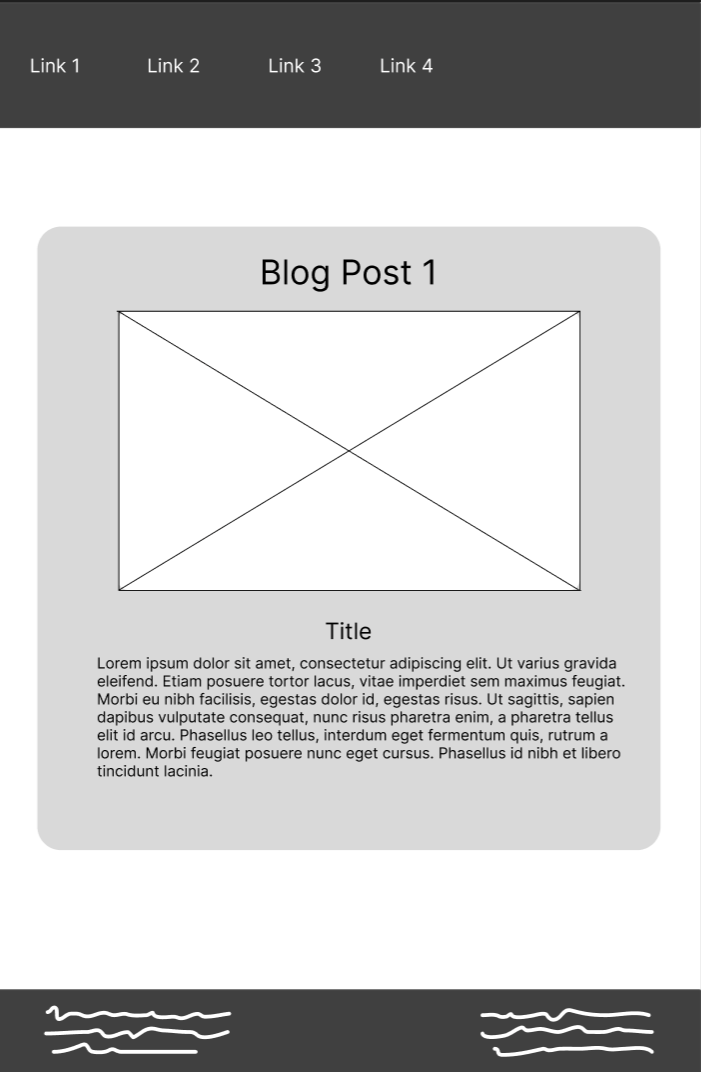 Link 1 Link 2 Link 3 Link 4
Blog Post 1
Title
Lorem ipsum dolor sit amet, consectetur adipiscing elit. Ut varius gravida
eleifend. Etiam posuere tortor lacus, vitae imperdiet sem maximus feugiat.
Morbi eu nibh facilisis, egestas dolor id, egestas risus. Ut sagittis, sapien
dapibus vulputate consequat, nunc risus pharetra enim, a pharetra tellus
elit id arcu. Phasellus leo tellus, interdum eget fermentum quis, rutrum a
lorem. Morbi feugiat posuere nunc eget cursus. Phasellus id nibh et libero
tincidunt lacinia.